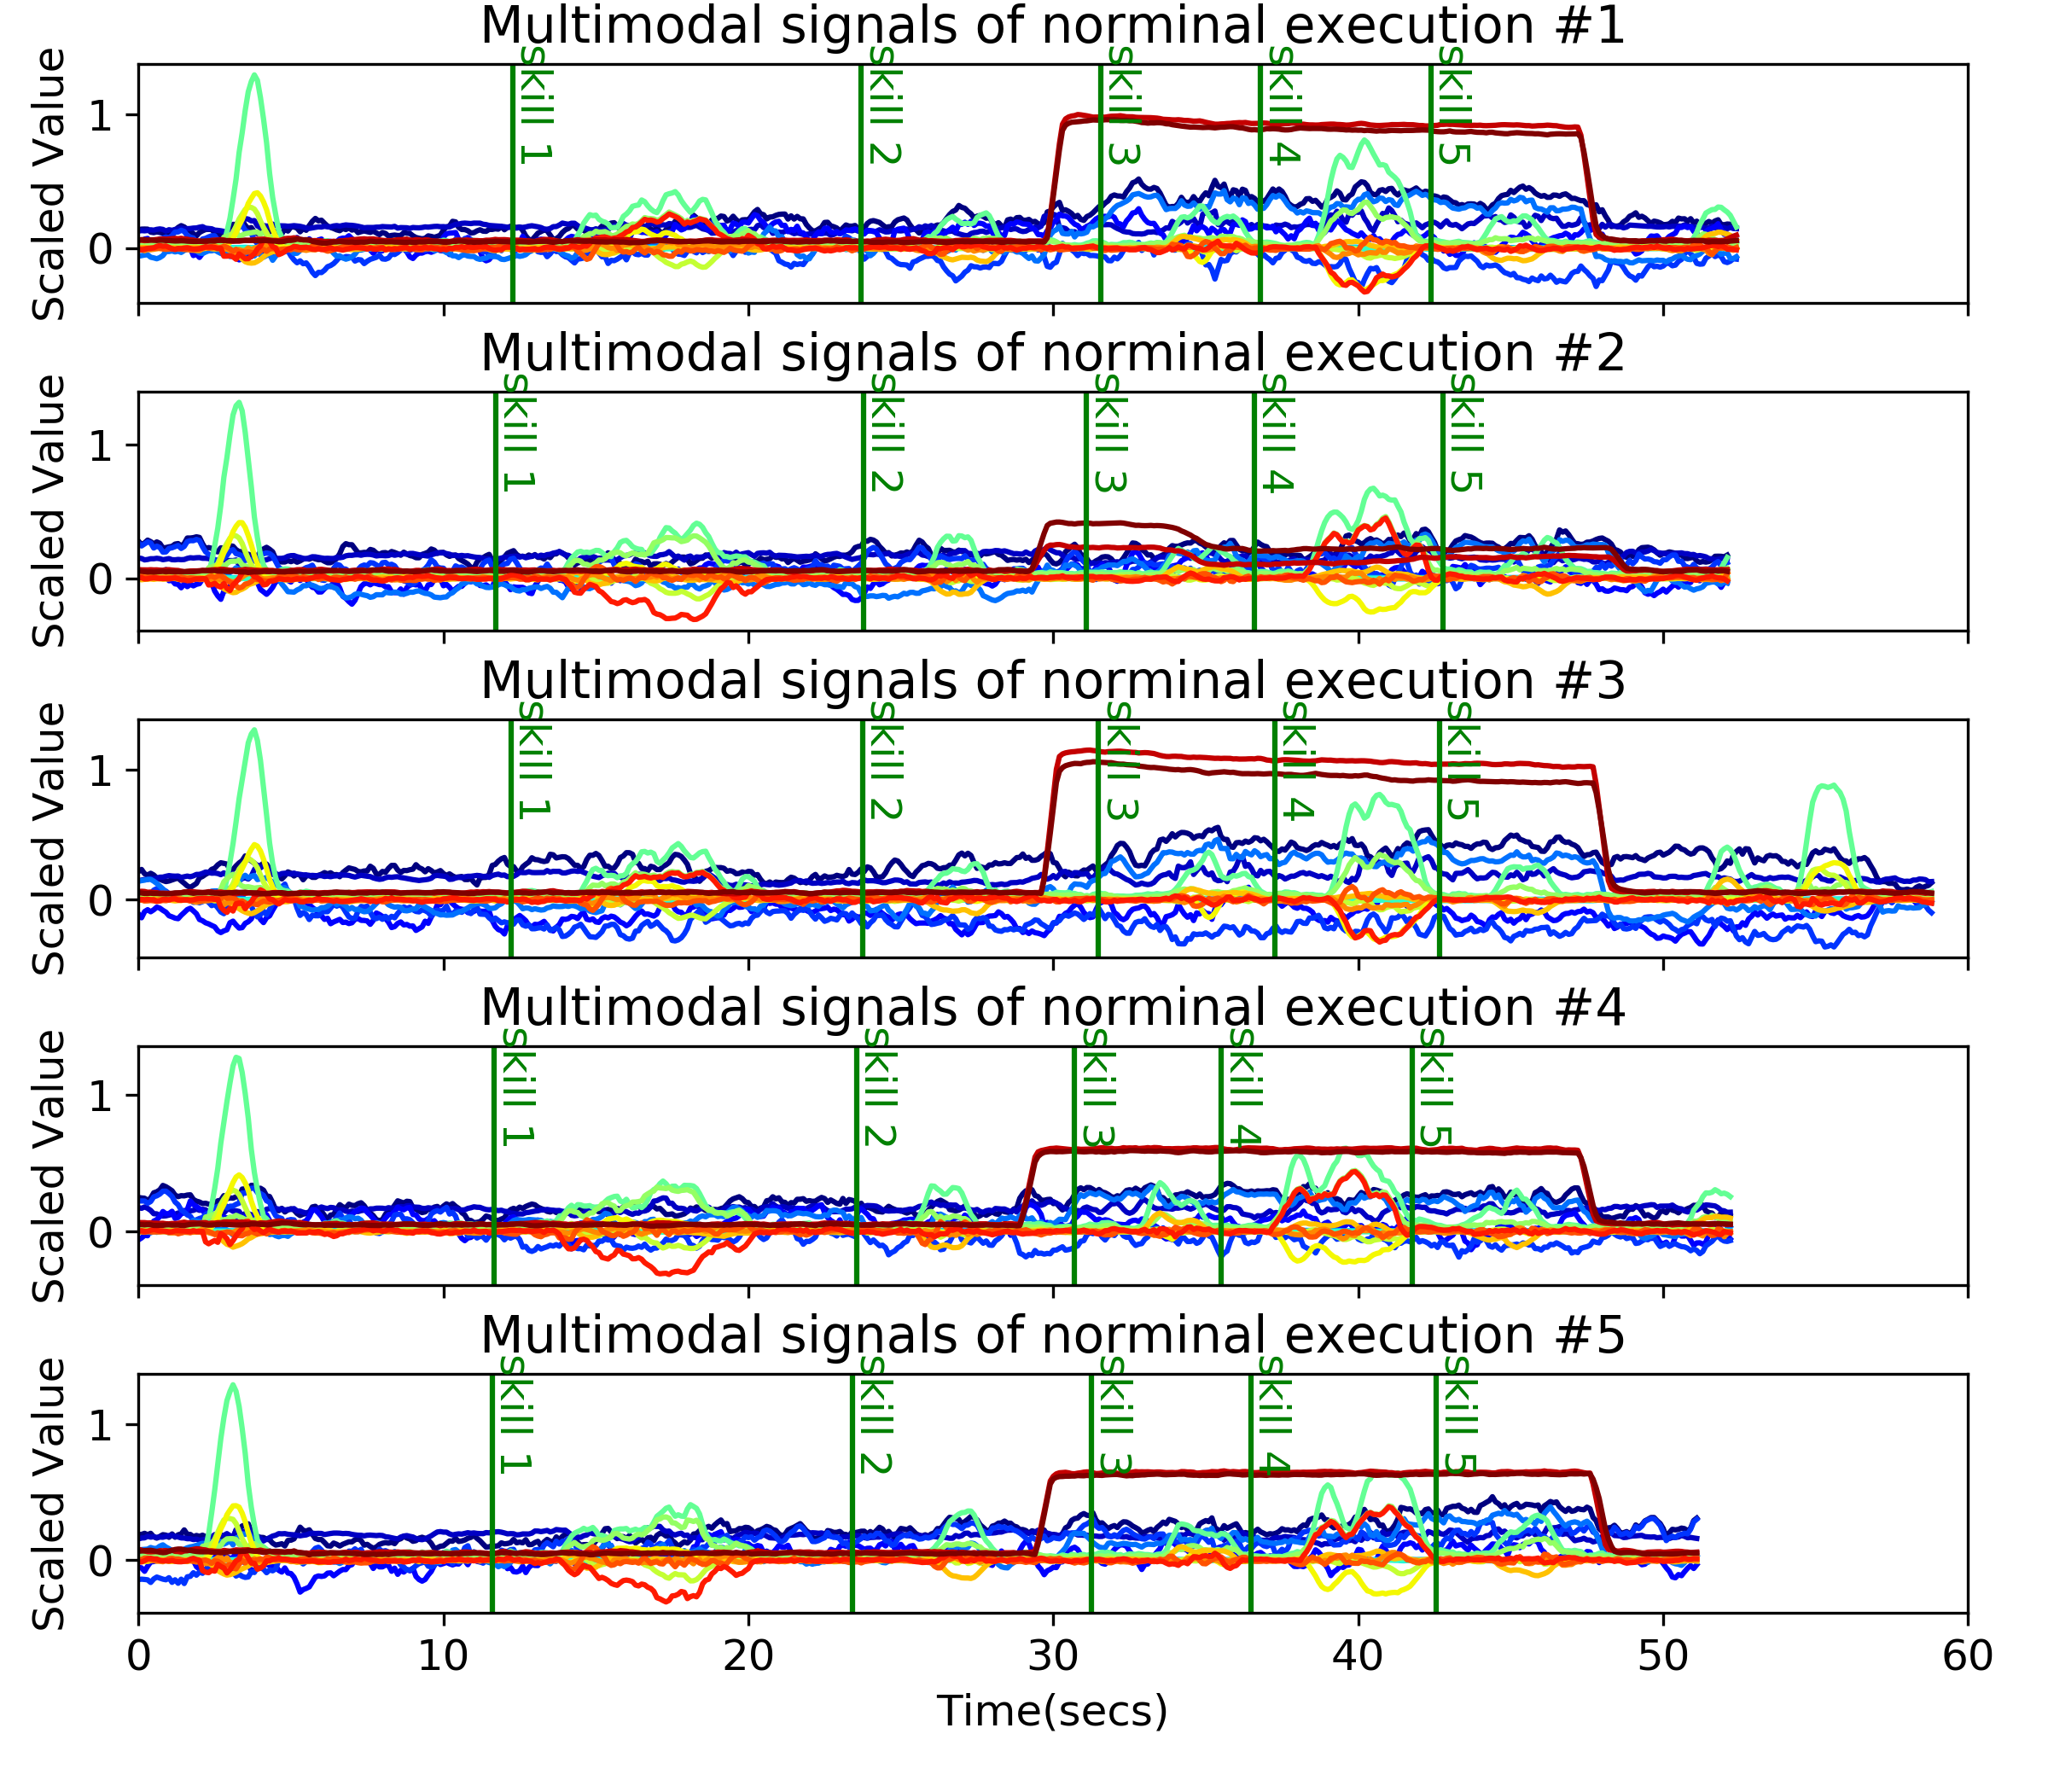 Multimodal signals of norminal execution #1
Scaled Value
1
0
skill 1
skill 2
skill 3
skill 4
skill 5
Multimodal signals of norminal execution #2
Scaled Value
1
0
skill 1
skill 2
skill 3
skill 4
skill 5
Multimodal signals of norminal execution #3
Scaled Value
1
0
skill 1
skill 2
skill 3
skill 4
skill 5
Multimodal signals of norminal execution #4
Scaled Value
1
0
skill 1
skill 2
skill 3
skill 4
skill 5
Multimodal signals of norminal execution #5
Scaled Value
1
0
skill 1
skill 2
skill 3
skill 4
skill 5
0 10 20 30 40 50 60
Time(secs)